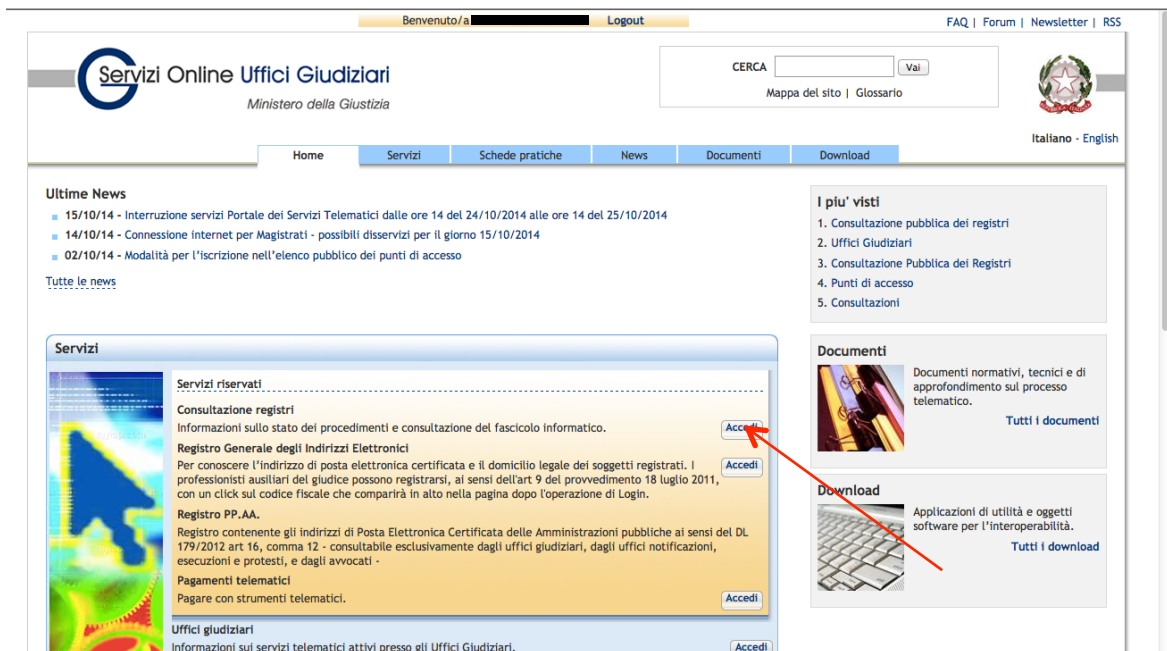 Benvenuto/a Logout
FAQ | Forum | Newsletter | RSS
Servizi Online Uffici Giudiziari
Ministero della Giustizia
CERCA Vai
Mappa del sito | Glossario
Italiano - English
Home Servizi Schede pratiche News Documenti Download
Ultime News
15/10/14 - Interruzione servizi Portale dei Servizi Telematici dalle ore 14 del 24/10/2014 alle ore 14 del 25/10/2014
14/10/14 - Connessione internet per Magistrati - possibili disservizi per il giorno 15/10/2014
02/10/14 - Modalità per l'iscrizione nell'elenco pubblico dei punti di accesso
Tutte le news
I piu' visti
1. Consultazione pubblica dei registri
2. Uffici Giudiziari
3. Consultazione Pubblica dei Registri
4. Punti di accesso
5. Consultazioni
Servizi
Servizi riservati
Consultazione registri
Informazioni sullo stato dei procedimenti e consultazione del fascicolo informatico. Accedi
Registro Generale degli Indirizzi Elettronici
Per conoscere l'indirizzo di posta elettronica certificata e il domicilio legale dei soggetti registrati. I Accedi
professionisti ausiliari del giudice possono registrarsi, ai sensi dell'art 9 del provvedimento 18 luglio 2011,
con un click sul codice fiscale che comparirà in alto nella pagina dopo l'operazione di Login.
Registro PP.AA.
Registro contenente gli indirizzi di Posta Elettronica Certificata delle Amministrazioni pubbliche ai sensi del DL
179/2012 art 16, comma 12 - consultabile esclusivamente dagli uffici giudiziari, dagli uffici notificazioni,
esecuzioni e protesti, e dagli avvocati -
Pagamenti telematici
Pagare con strumenti telematici. Accedi
Uffici giudiziari
Informazioni sui servizi telematici attivi presso gli Uffici Giudiziari. Accedi
Documenti
Documenti normativi, tecnici e di
approfondimento sul processo
telematico.
Tutti i documenti
Download
Applicazioni di utilità e oggetti
software per l'interoperabilità.
Tutti i download